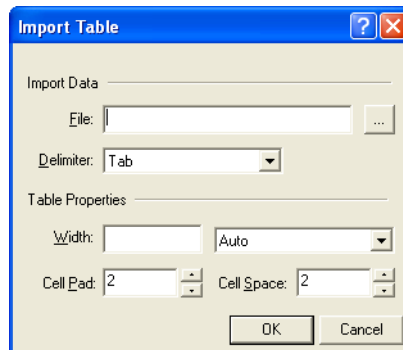 Import Table
Import Data
File:
...
Delimiter: Tab
Table Properties
Width: Auto
Cell Pad: 2 Cell Space: 2
OK Cancel